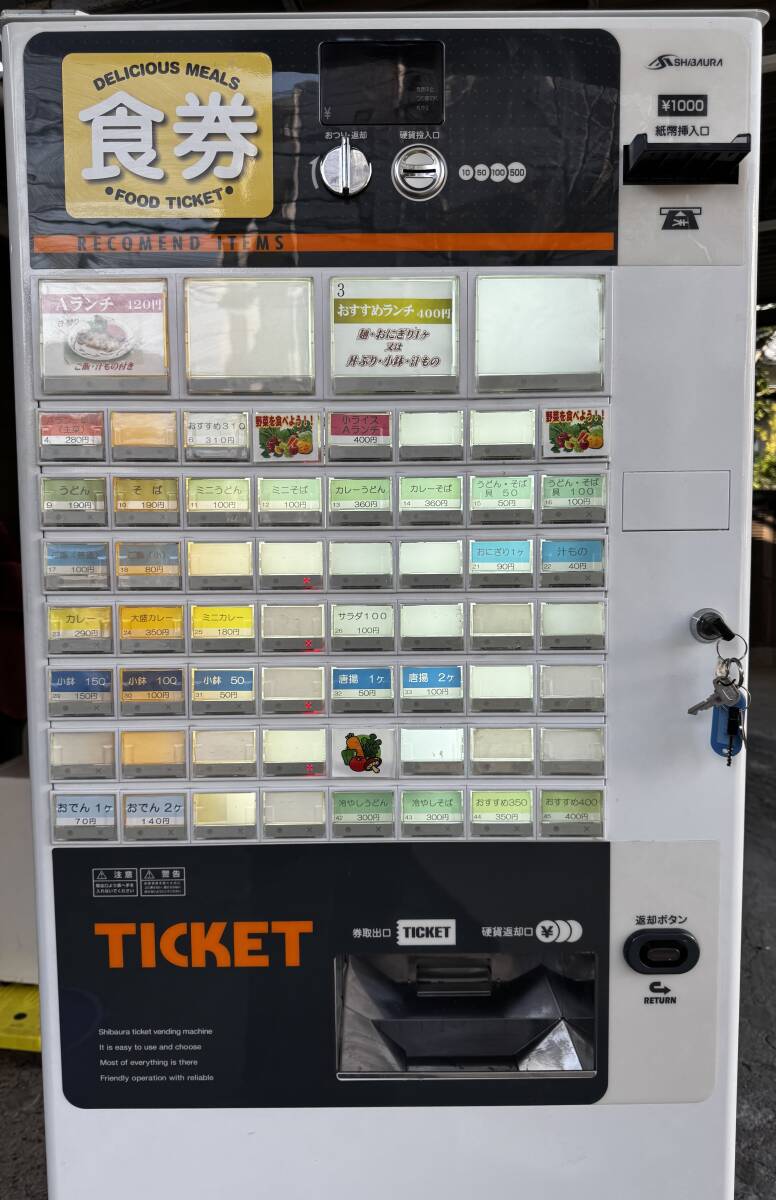 DELICIOUS MEALS
食券
•FOOD TICKET•
¥
おつり・返却
硬貨投入口
10 50 100 500
SHIBAURA
¥1000
紙幣挿入口
RECOMEND ITEMS
Aランチ 420円
ご飯・汁もの付き
3
おすすめランチ 400円
麺・おにぎり1ヶ
又は
丼ぶり・小鉢・汁もの
4 280円
おすすめ310
6 310円
野菜を食べよう!!
小ライス
Aランチ
400円
野菜を食べよう!!
うどん
9 190円
そば
10 190円
ミニうどん
11 100円
ミニそば
12 100円
カレーうどん
13 360円
カレーそば
14 360円
うどん・そば
具 50
15 50円
うどん・そば
具 100
16 100円
17 100円
ご飯(小)
18 80円
おにぎり1ヶ
21 90円
汁もの
22 40円
カレー
23 290円
大盛カレー
24 350円
ミニカレー
25 180円
サラダ100
26 100円
小鉢 150
29 150円
小鉢 100
30 100円
小鉢 50
31 50円
唐揚 1ヶ
32 50円
唐揚 2ヶ
33 100円
おでん 1ヶ
70円
おでん 2ヶ
140円
冷やしうどん
42 300円
冷やしそば
43 300円
おすすめ350
44 350円
おすすめ400
45 400円
注意
警告
TICKET
券取出口 TICKET
硬貨返却口 ¥
返却ボタン
RETURN
Shibaura ticket vending machine
It is easy to use and choose
Most of everything is there
Friendly operation with reliable